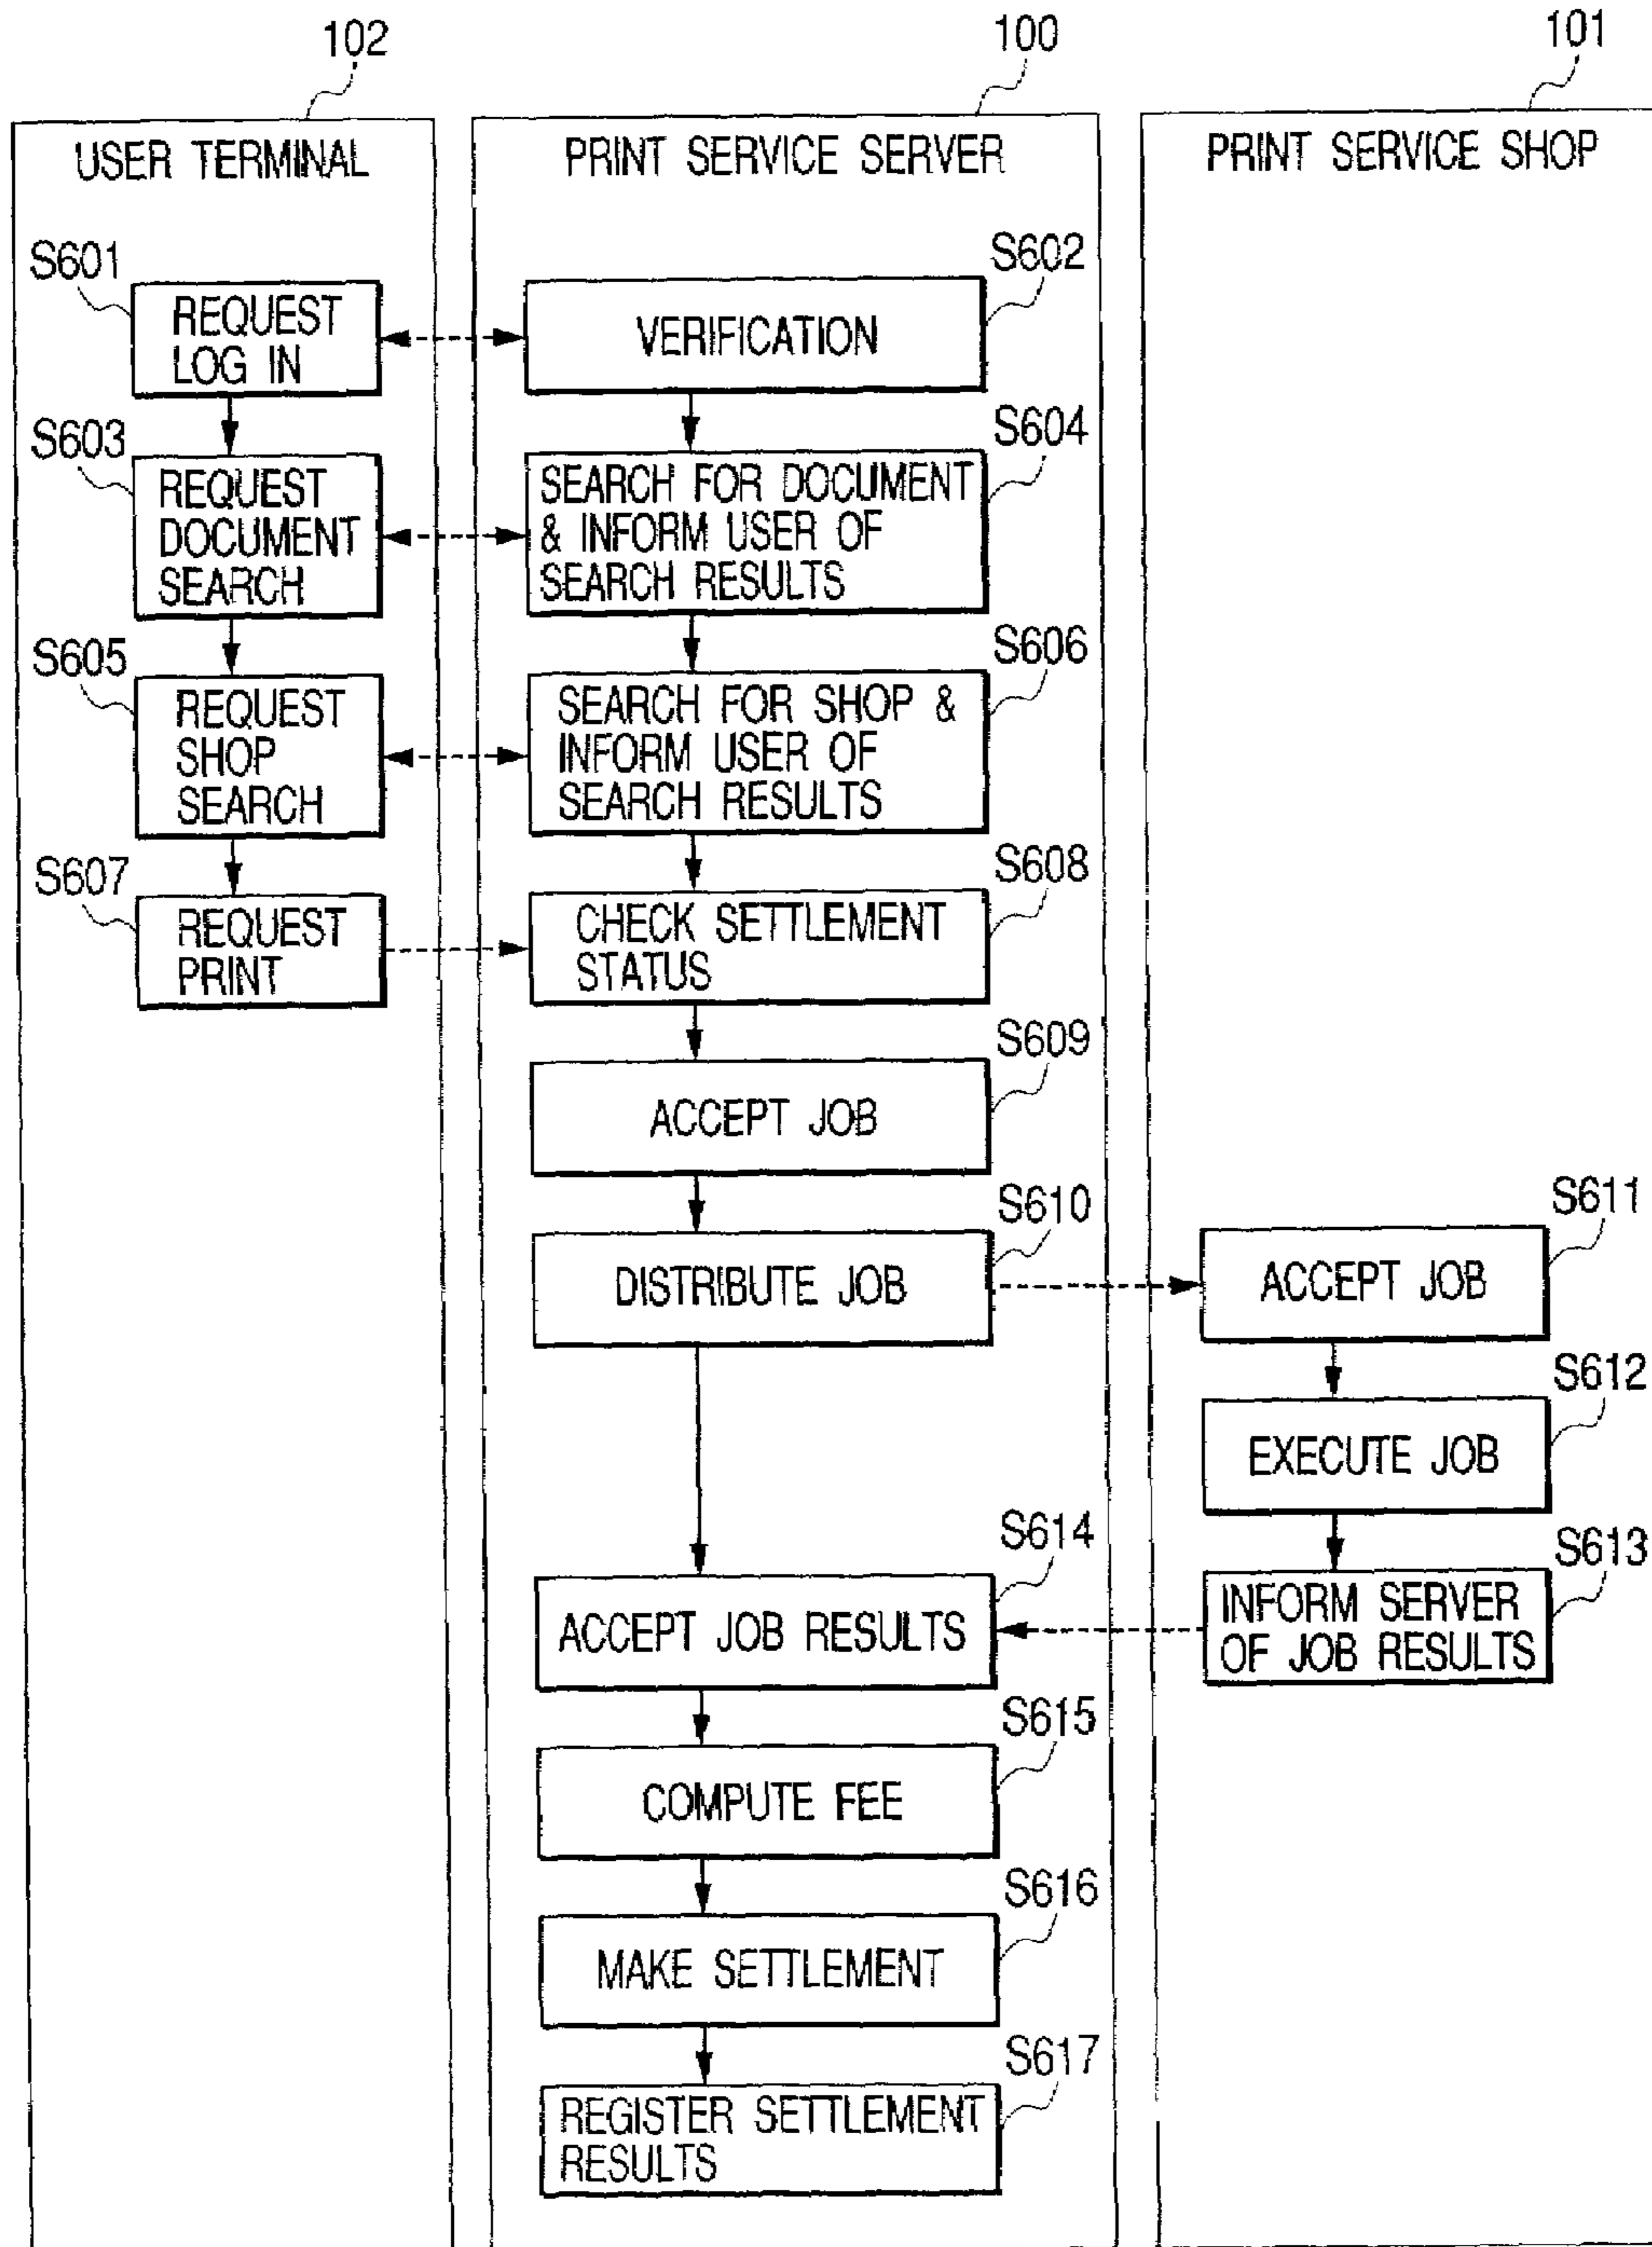 102
100
101
USER TERMINAL
PRINT SERVICE SERVER
PRINT SERVICE SHOP
S601
REQUEST
LOG IN
S602
VERIFICATION
S603
REQUEST
DOCUMENT
SEARCH
S604
SEARCH FOR DOCUMENT
& INFORM USER OF
SEARCH RESULTS
S605
REQUEST
SHOP
SEARCH
S606
SEARCH FOR SHOP &
INFORM USER OF
SEARCH RESULTS
S607
REQUEST
PRINT
S608
CHECK SETTLEMENT
STATUS
S609
ACCEPT JOB
S610
DISTRIBUTE JOB
S611
ACCEPT JOB
S612
EXECUTE JOB
S613
INFORM SERVER
OF JOB RESULTS
S614
ACCEPT JOB RESULTS
S615
COMPUTE FEE
S616
MAKE SETTLEMENT
S617
REGISTER SETTLEMENT
RESULTS